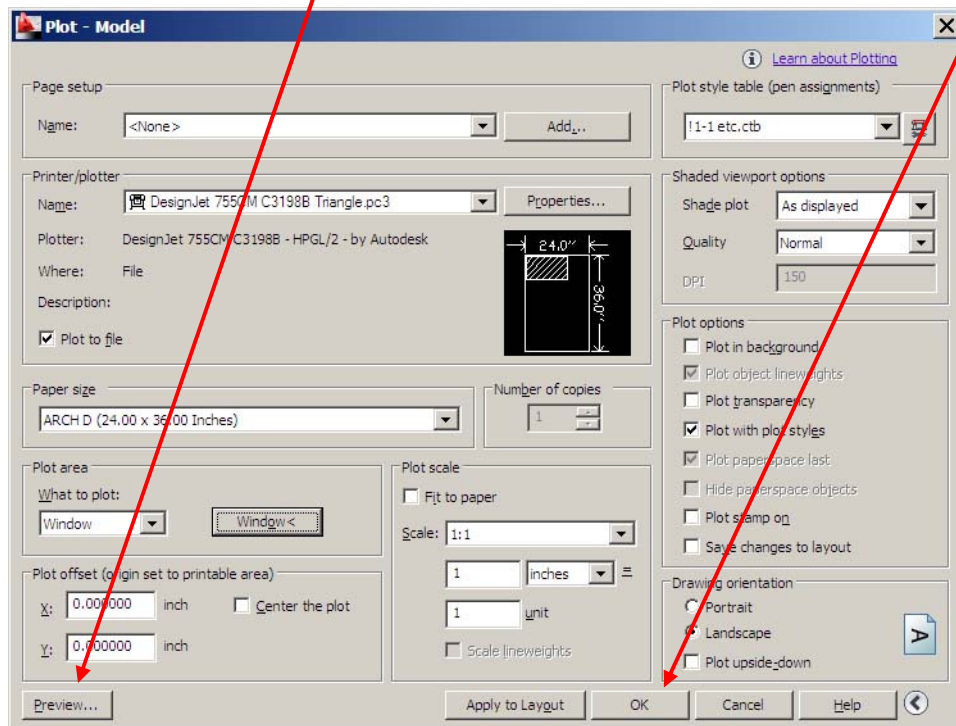 Plot - Model
Learn about Plotting
Page setup
Name:
<None>
Add...
Plot style table (pen assignments)
!1-1 etc.ctb
Printer/plotter
Name:
DesignJet 755CM C3198B Triangle.pc3
Properties...
Plotter:
DesignJet 755CM C3198B - HPGL/2 - by Autodesk
Where:
File
Description:
Plot to file
24.0''
36.0''
Shaded viewport options
Shade plot
As displayed
Quality
Normal
DPI
150
Paper size
ARCH D (24.00 x 36.00 Inches)
Number of copies
1
Plot options
Plot in background
Plot object lineweights
Plot transparency
Plot with plot styles
Plot paperspace last
Hide paperspace objects
Plot stamp on
Save changes to layout
Plot area
What to plot:
Window
Window<
Plot scale
Fit to paper
Scale:
1:1
1
inches
=
1
unit
Scale lineweights
Plot offset (origin set to printable area)
X:
0.000000
inch
Center the plot
Y:
0.000000
inch
Drawing orientation
Portrait
Landscape
Plot upside-down
A
Preview...
Apply to Layout
OK
Cancel
Help